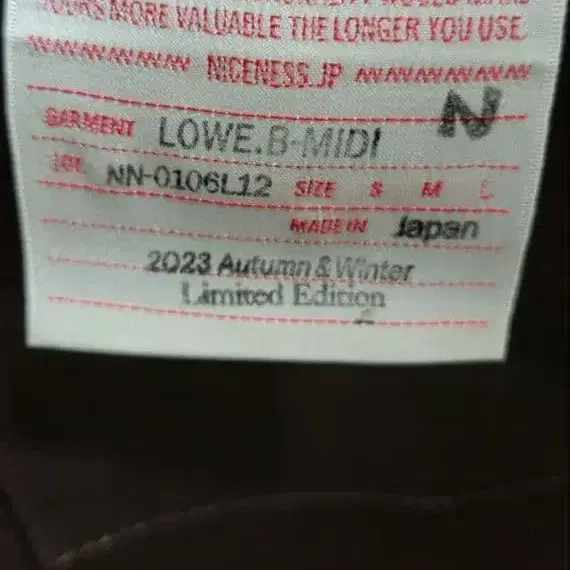 YOURS MORE VALUABLE THE LONGER YOU USE.
NICENESS.JP
N
GARMENT LOWE.B-MIDI
NN-0106L12 SIZE S M L
MADE IN Japan
2023 Autumn & Winter
Limited Edition